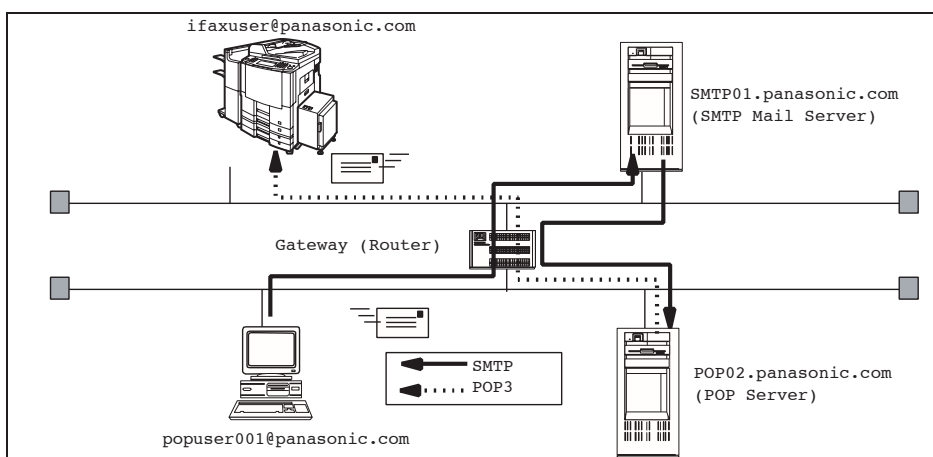 ifaxuser@panasonic.com
SMTP01.panasonic.com
(SMTP Mail Server)
Gateway (Router)
SMTP
POP3
POP02.panasonic.com
(POP Server)
popuser001@panasonic.com